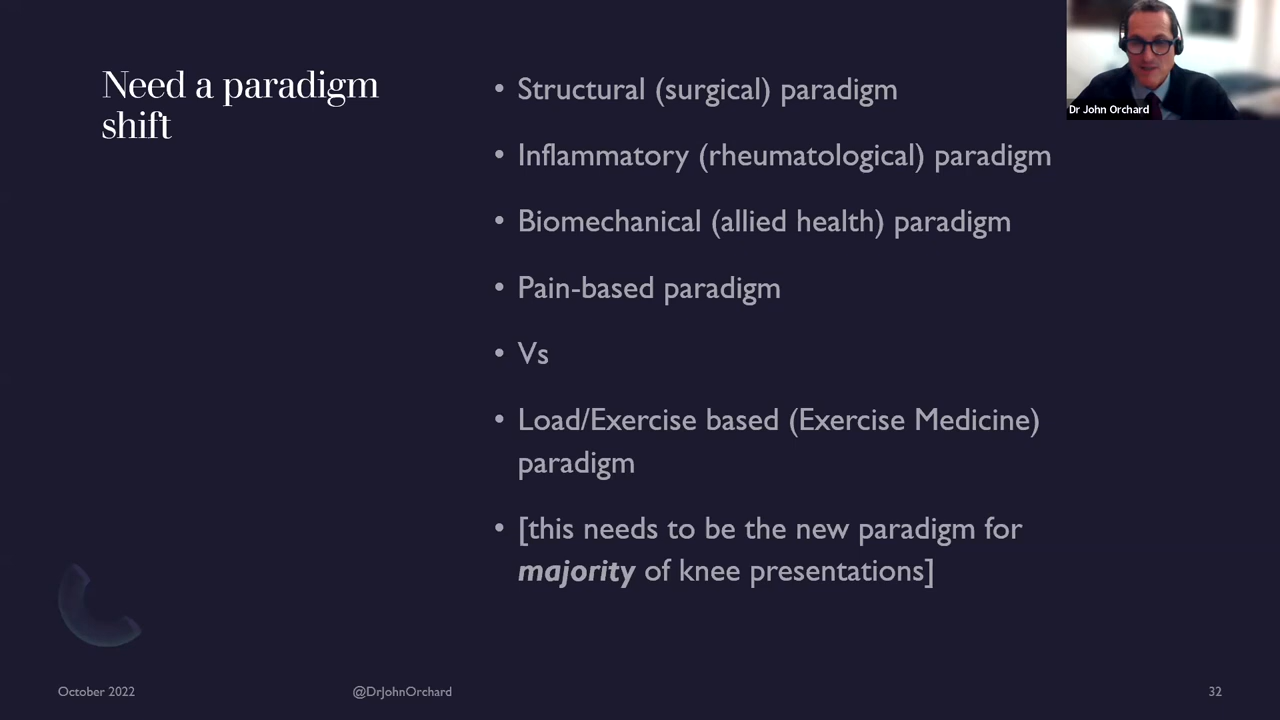 Need a paradigm
shift
• Structural (surgical) paradigm
• Inflammatory (rheumatological) paradigm
• Biomechanical (allied health) paradigm
• Pain-based paradigm
• Vs
• Load/Exercise based (Exercise Medicine)
paradigm
• [this needs to be the new paradigm for
majority of knee presentations]
Dr John Orchard
October 2022
@DrJohnOrchard
32